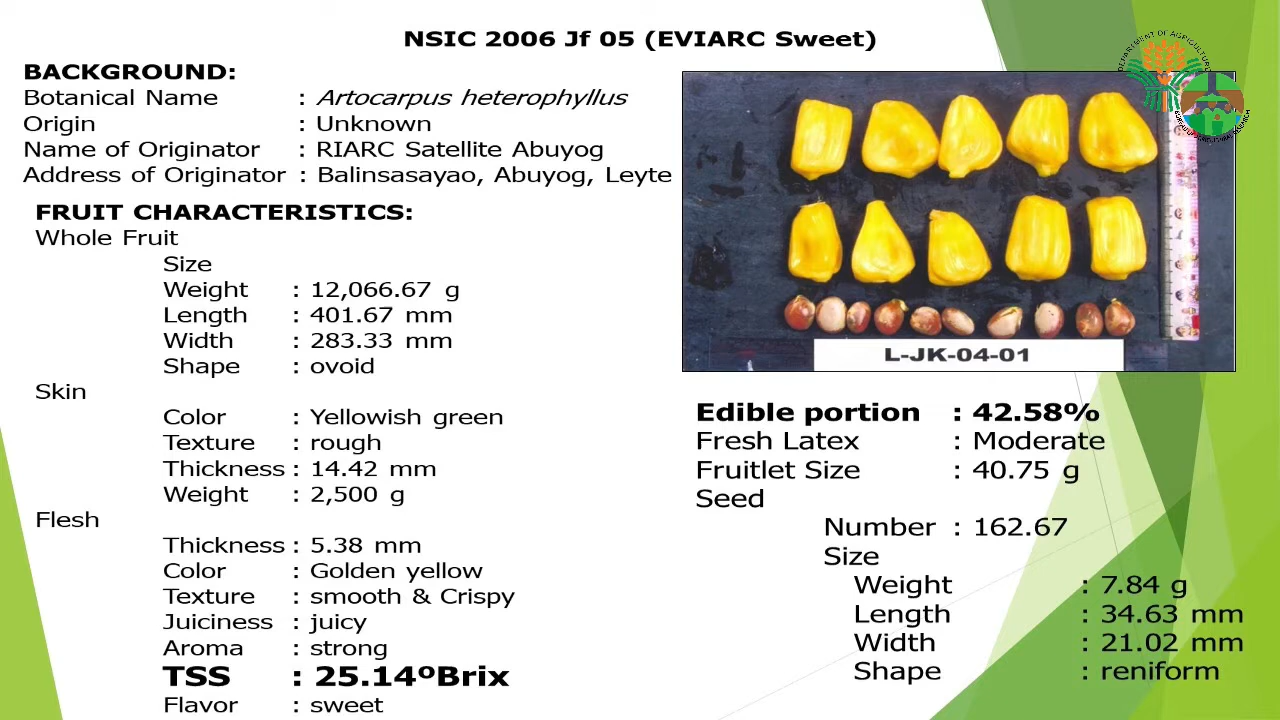 NSIC 2006 Jf 05 (EVIARC Sweet)
BACKGROUND:
Botanical Name : Artocarpus heterophyllus
Origin : Unknown
Name of Originator : RIARC Satellite Abuyog
Address of Originator : Balinsasayao, Abuyog, Leyte
FRUIT CHARACTERISTICS:
Whole Fruit
Size
Weight : 12,066.67 g
Length : 401.67 mm
Width : 283.33 mm
Shape : ovoid
Skin
Color : Yellowish green
Texture : rough
Thickness : 14.42 mm
Weight : 2,500 g
Flesh
Thickness : 5.38 mm
Color : Golden yellow
Texture : smooth & Crispy
Juiciness : juicy
Aroma : strong
TSS : 25.14ºBrix
Flavor : sweet
DEPARTMENT OF AGRICULTURE
L-JK-04-01
Edible portion : 42.58%
Fresh Latex : Moderate
Fruitlet Size : 40.75 g
Seed
Number : 162.67
Size
Weight : 7.84 g
Length : 34.63 mm
Width : 21.02 mm
Shape : reniform